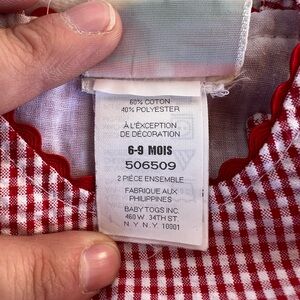 60% COTTON
40% POLYESTER
À L'EXCEPTION
DE DÉCORATION
6-9 MOIS
506509
2 PIÈCE ENSEMBLE
FABRIQUE AUX
PHILIPPINES
BABY TOGS INC.
460 W. 34TH ST.
N.Y. N.Y. 10001